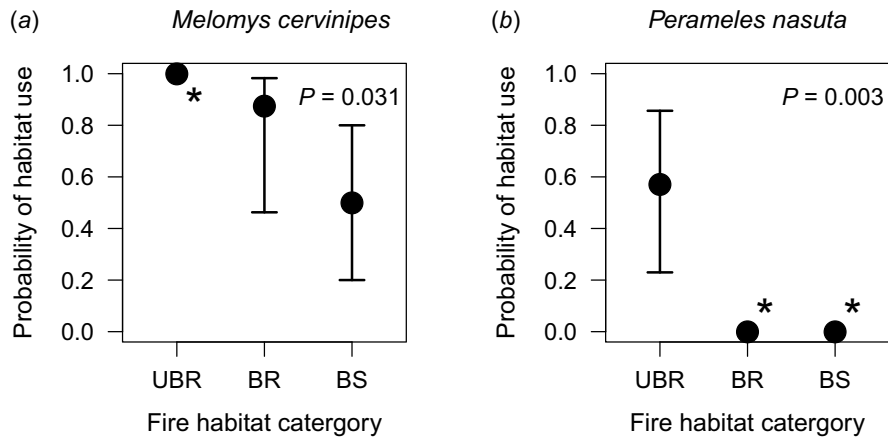 (a) Melomys cervinipes
Probability of habitat use
1.0
0.8
0.6
0.4
0.2
0.0
*
P = 0.031
UBR BR BS
Fire habitat catergory
(b) Perameles nasuta
Probability of habitat use
1.0
0.8
0.6
0.4
0.2
0.0
P = 0.003
* *
UBR BR BS
Fire habitat catergory